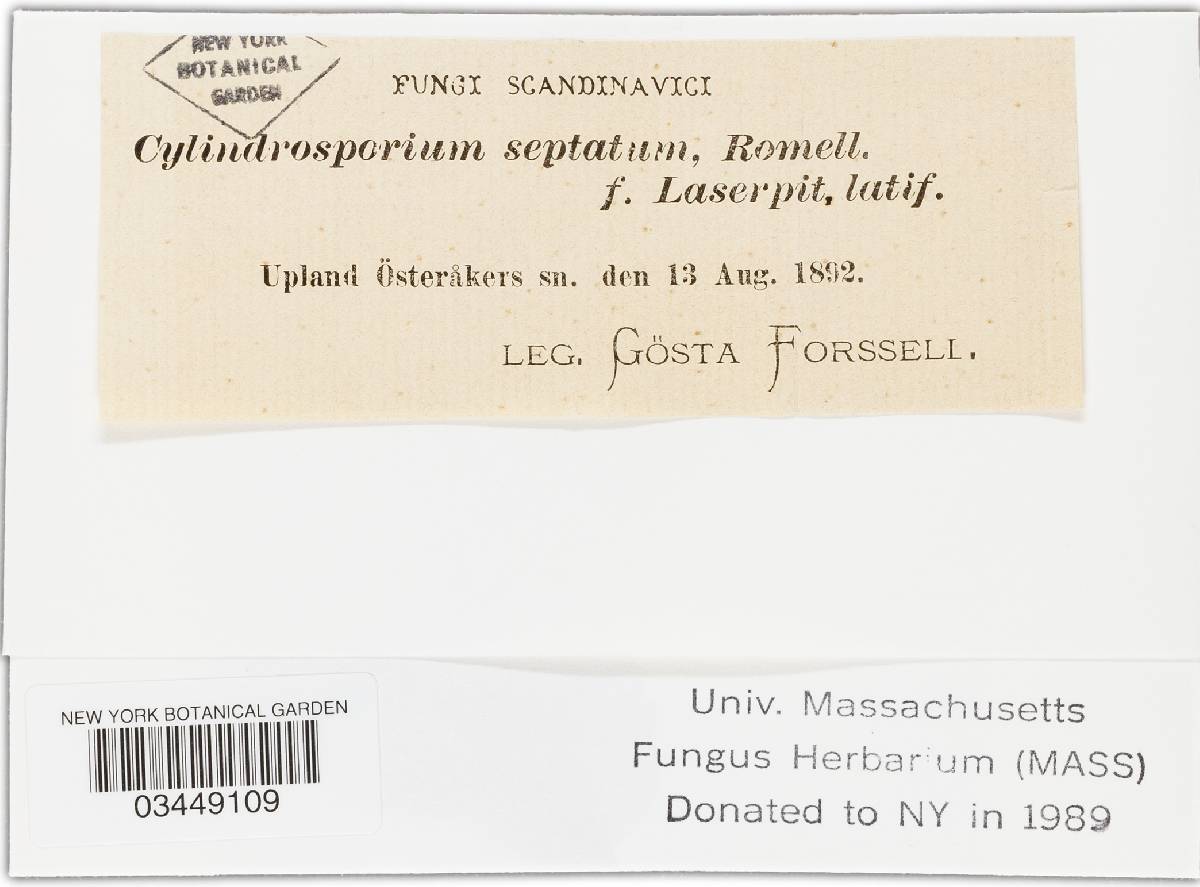 NEW YORK
BOTANICAL
GARDEN
FUNGI SCANDINAVICI
Cylindrosporium septatum, Romell.
f. Laserpit, latif.
Upland Österåkers sn. den 13 Aug. 1892.
LEG. GÖSTA FORSSELL.
NEW YORK BOTANICAL GARDEN
03449109
Univ. Massachusetts
Fungus Herbarium (MASS)
Donated to NY in 1989